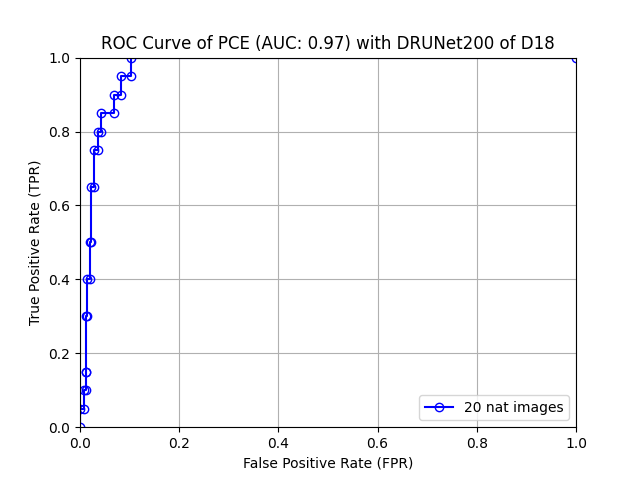 ROC Curve of PCE (AUC: 0.97) with DRUNet200 of D18
1.0
0.8
0.6
0.4
0.2
0.0
True Positive Rate (TPR)
20 nat images
0.0 0.2 0.4 0.6 0.8 1.0
False Positive Rate (FPR)